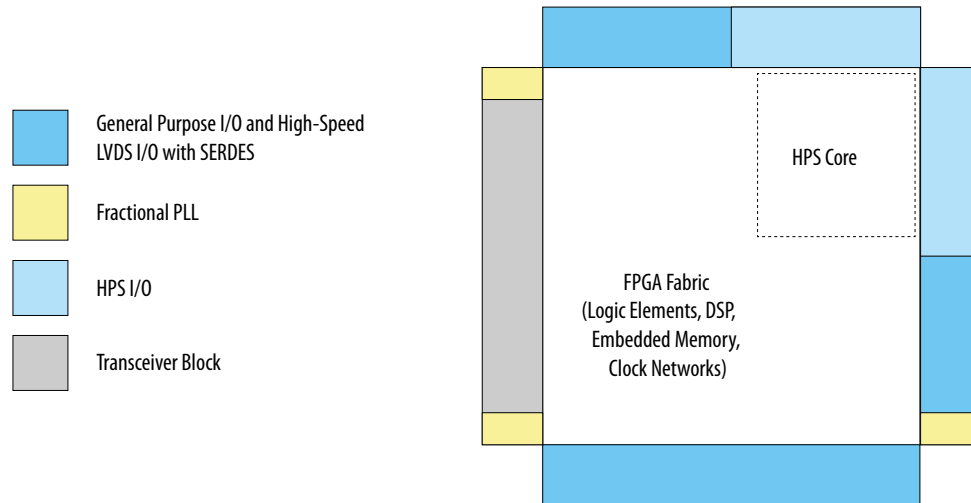 General Purpose I/O and High-Speed
LVDS I/O with SERDES
Fractional PLL
HPS I/O
Transceiver Block
HPS Core
FPGA Fabric
(Logic Elements, DSP,
Embedded Memory,
Clock Networks)